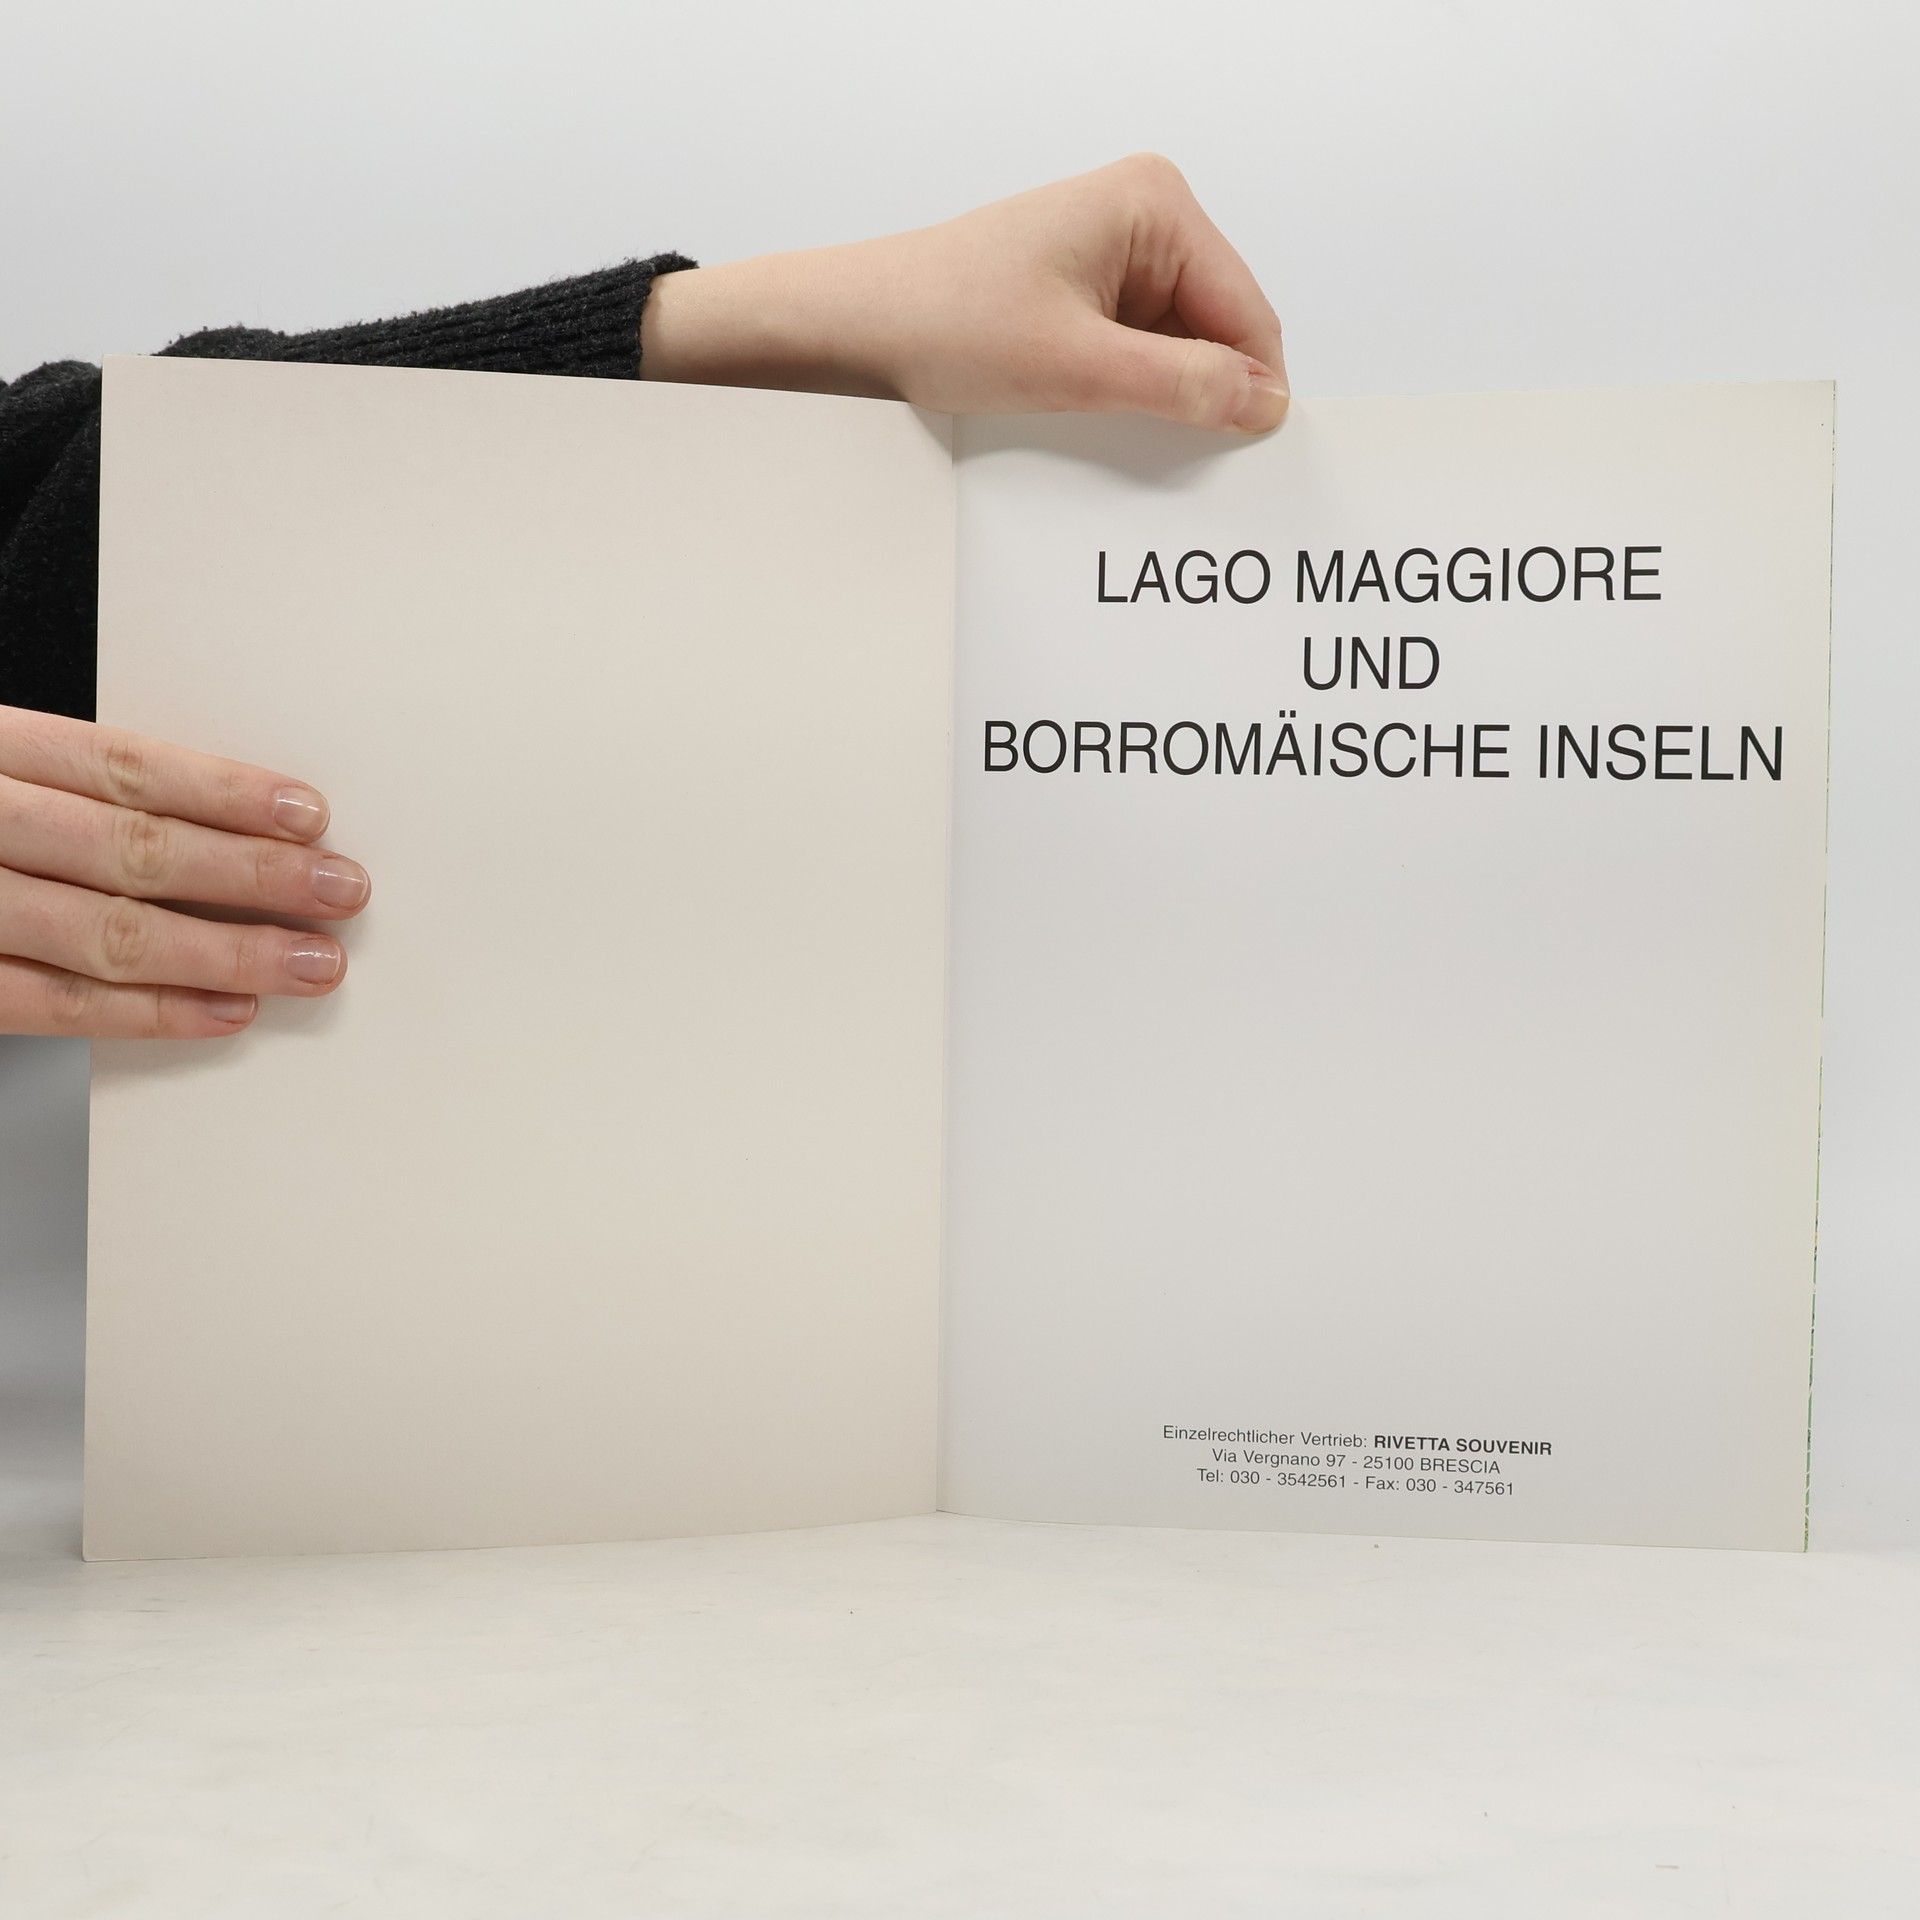 LAGO MAGGIORE
UND
BORROMÄISCHE INSELN
Einzelrechtlicher Vertrieb: RIVETTA SOUVENIR
Via Vergnano 97 - 25100 BRESCIA
Tel: 030 - 3542561 - Fax: 030 - 347561